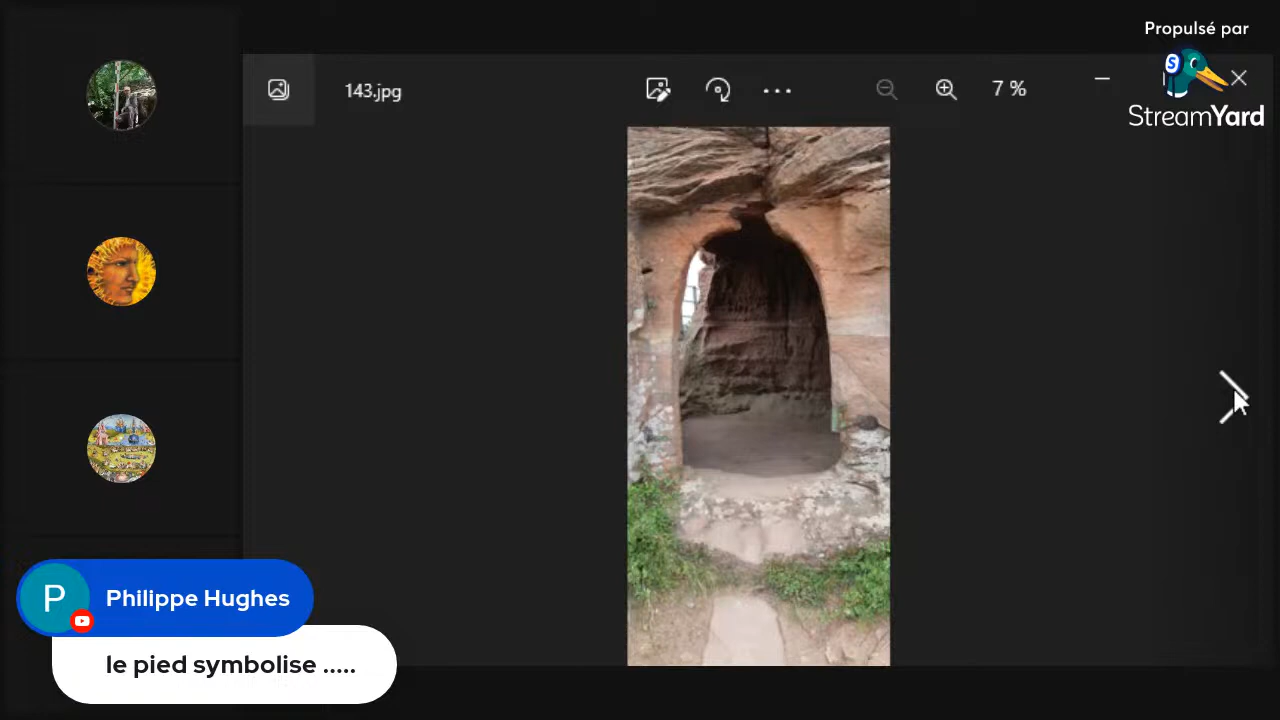 Propulsé par
StreamYard
143.jpg
7 %
P
Philippe Hughes
le pied symbolise .....